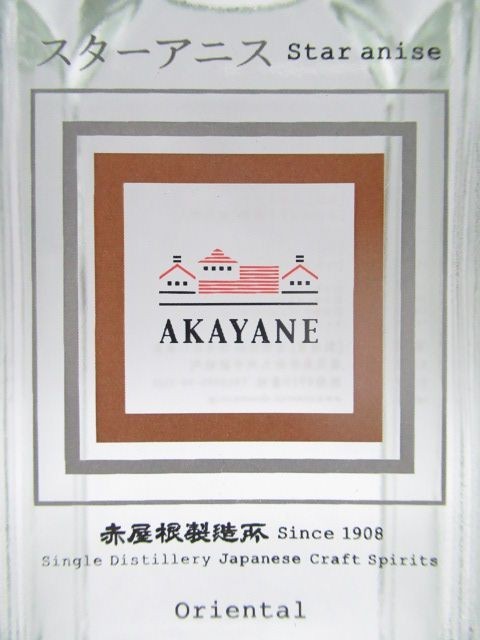 スターアニス Star anise
AKAYANE
赤屋根製造所 Since 1908
Single Distillery Japanese Craft Spirits
Oriental